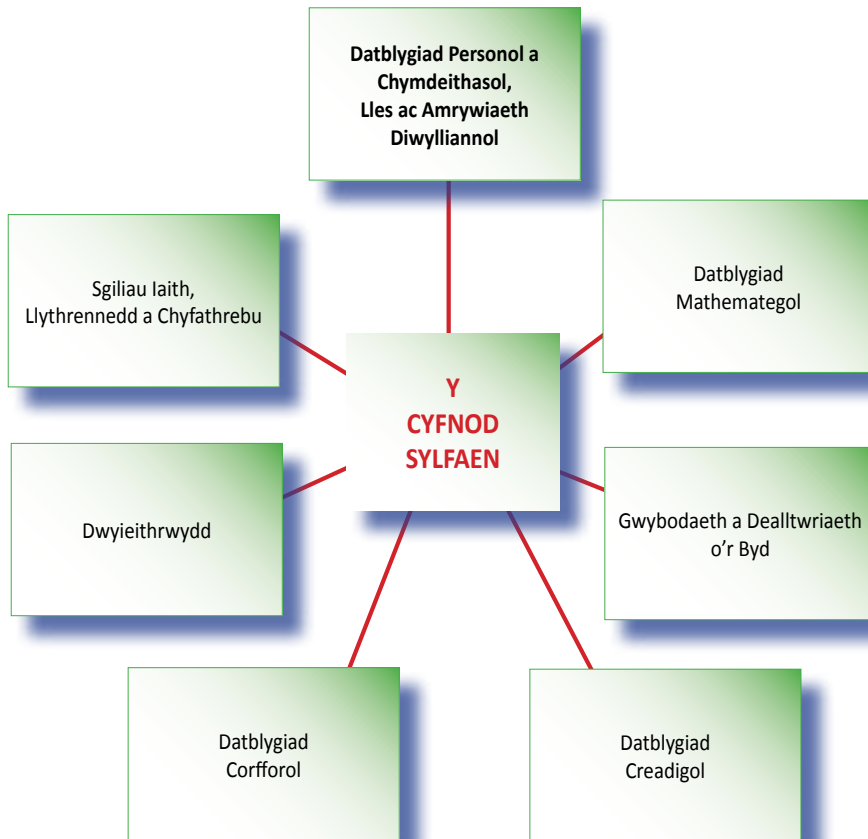 Datblygiad Personol a
Chymdeithasol,
Lles ac Amrywiaeth
Diwylliannol
Sgiliau Iaith,
Llythrennedd a Chyfathrebu
Datblygiad
Mathemategol
Y
CYFNOD
SYLFAEN
Dwyieithrwydd
Gwybodaeth a Dealltwriaeth
o'r Byd
Datblygiad
Corfforol
Datblygiad
Creadigol